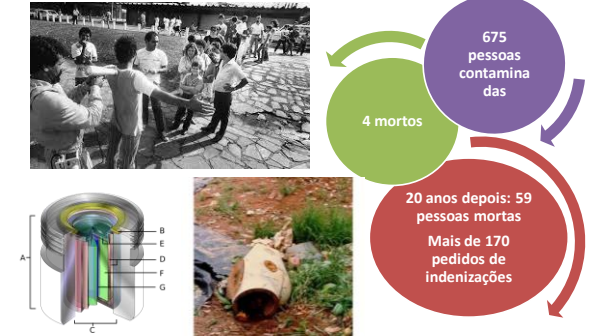 675
pessoas
contamina
das
4 mortos
20 anos depois: 59
pessoas mortas
Mais de 170
pedidos de
indenizações
A
B
E
D
F
G
C